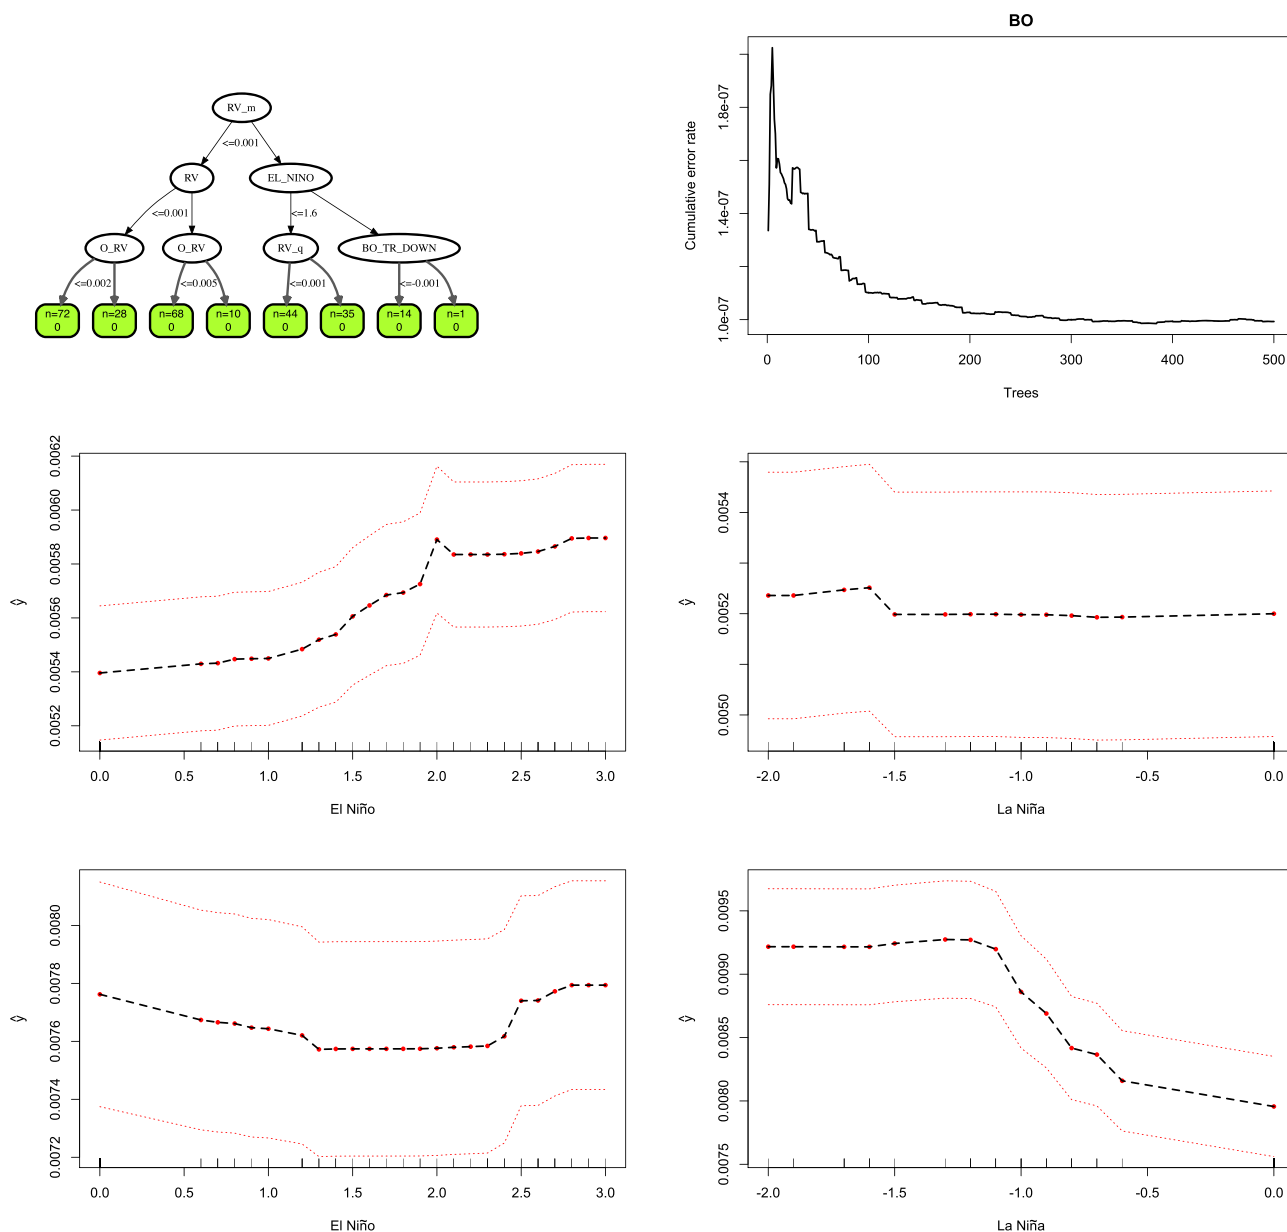 BO
RV_m
<=0.001
RV
EL_NINO
<=0.001
<=1.6
O_RV
O_RV
RV_q
BO_TR_DOWN
<=0.002
<=0.005
<=0.001
<=-0.001
n=72
0
n=28
0
n=68
0
n=10
0
n=44
0
n=35
0
n=14
0
n=1
0
Cumulative error rate
1.8e-07
1.4e-07
1.0e-07
0 100 200 300 400 500
Trees
ŷ
0.0062
0.0060
0.0058
0.0056
0.0054
0.0052
0.0 0.5 1.0 1.5 2.0 2.5 3.0
El Niño
ŷ
0.0054
0.0052
0.0050
-2.0 -1.5 -1.0 -0.5 0.0
La Niña
ŷ
0.0080
0.0078
0.0076
0.0074
0.0072
0.0 0.5 1.0 1.5 2.0 2.5 3.0
El Niño
ŷ
0.0095
0.0090
0.0085
0.0080
0.0075
-2.0 -1.5 -1.0 -0.5 0.0
La Niña